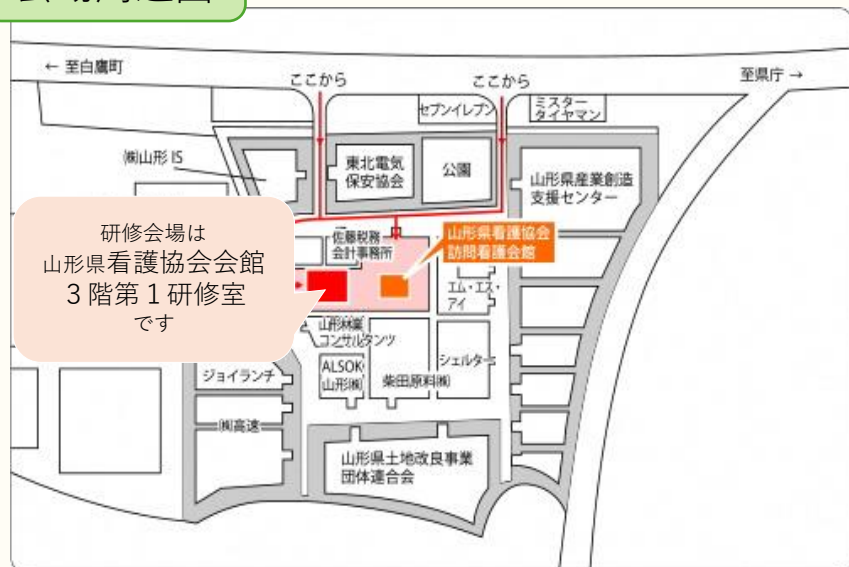 ← 至白鷹町
至県庁 →
ここから
ここから
セブンイレブン
ミスター
タイヤマン
㈱山形 IS
東北電気
保安協会
公園
山形県産業創造
支援センター
研修会場は
山形県看護協会会館
3階第1研修室
です
佐藤税務
会計事務所
山形県看護協会
訪問看護会館
エム・エス・
アイ
山形林業
コンサルタンツ
ジョイランチ
ALSOK
山形㈱
柴田原料㈱
シェルター
㈱高速
山形県土地改良事業
団体連合会